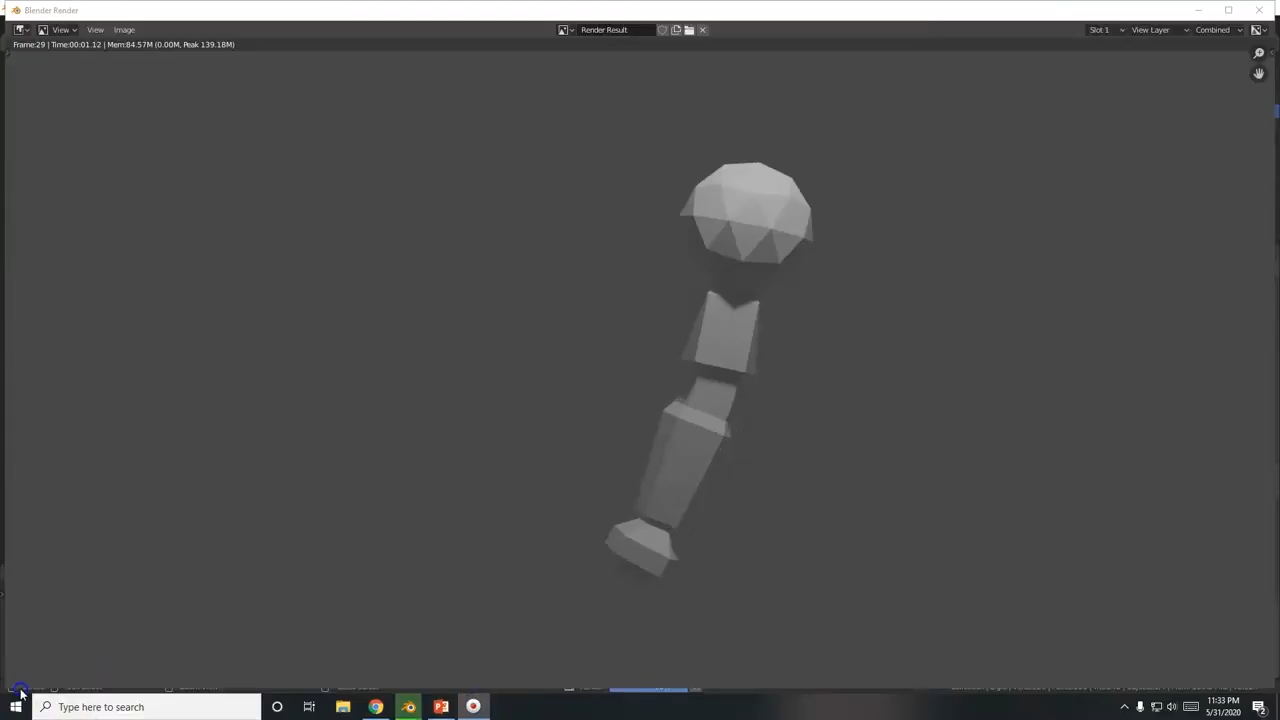 Blender Render
View
View
Image
Render Result
Slot 1
View Layer
Combined
Frame:29 | Time:00:01.12 | Mem:84.57M (0.00M, Peak 139.18M)
Type here to search
11:33 PM
5/31/2020
2